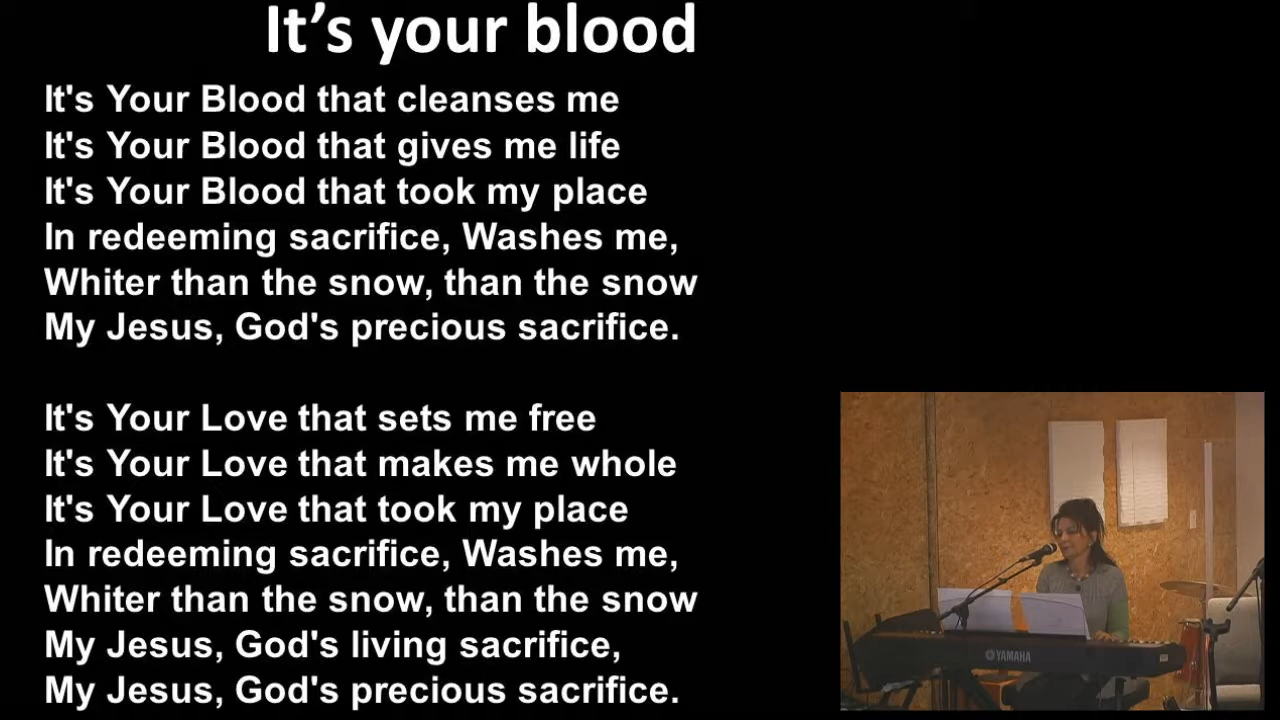 It’s your blood
It's Your Blood that cleanses me
It's Your Blood that gives me life
It's Your Blood that took my place
In redeeming sacrifice, Washes me,
Whiter than the snow, than the snow
My Jesus, God's precious sacrifice.
It's Your Love that sets me free
It's Your Love that makes me whole
It's Your Love that took my place
In redeeming sacrifice, Washes me,
Whiter than the snow, than the snow
My Jesus, God's living sacrifice,
My Jesus, God's precious sacrifice.
YAMAHA